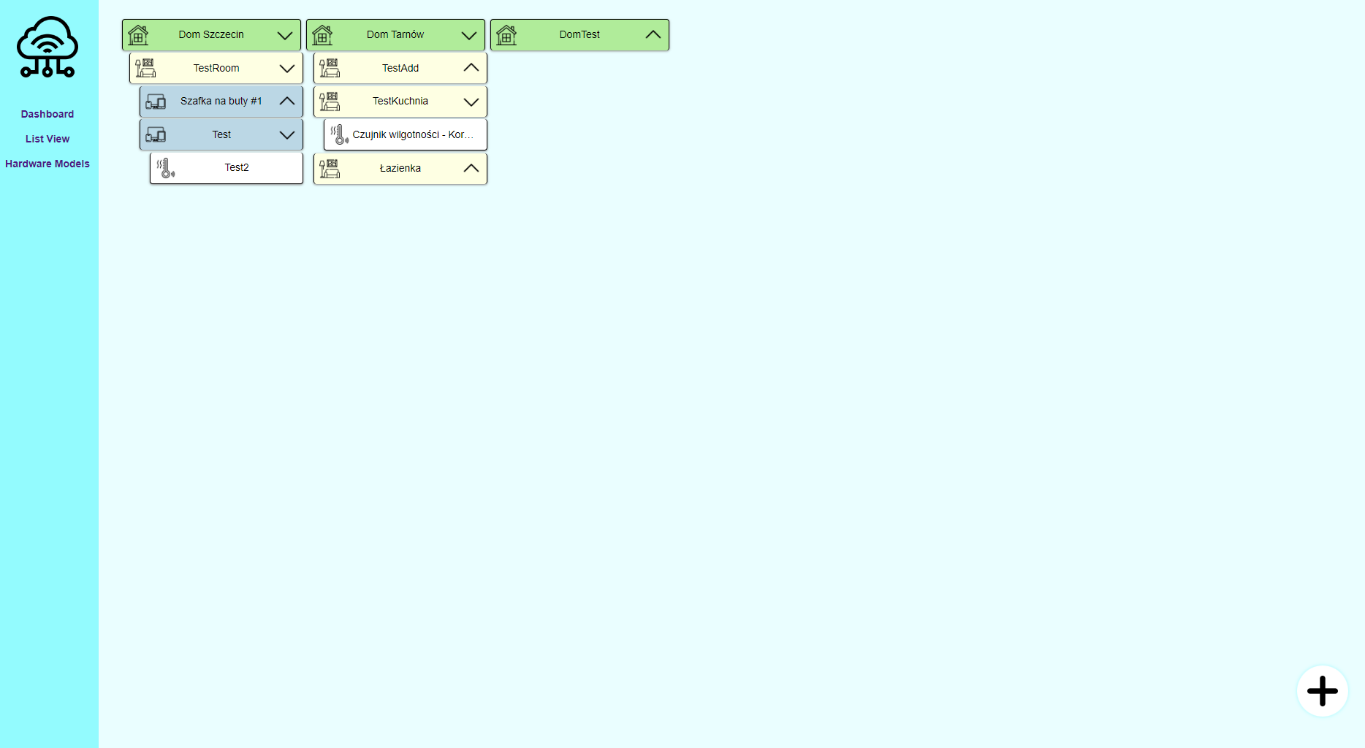 Dashboard
List View
Hardware Models
Dom Szczecin
TestRoom
Szafka na buty #1
Test
Test2
Dom Tarnów
TestAdd
TestKuchnia
Czujnik wilgotności - Kor...
Łazienka
DomTest